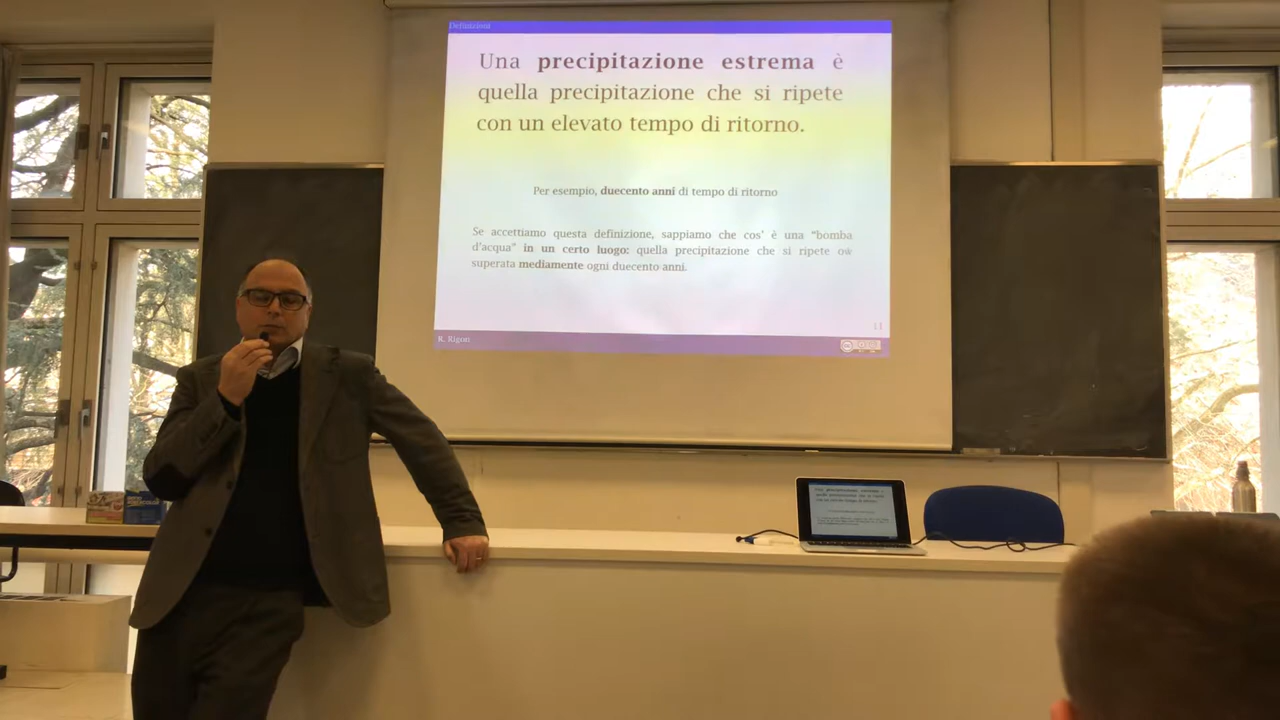 Definizioni
Una precipitazione estrema è
quella precipitazione che si ripete
con un elevato tempo di ritorno.
Per esempio, duecento anni di tempo di ritorno
Se accettiamo questa definizione, sappiamo che cos' è una "bomba
d'acqua" in un certo luogo: quella precipitazione che si ripete o
superata mediamente ogni duecento anni.
11
R. Rigon